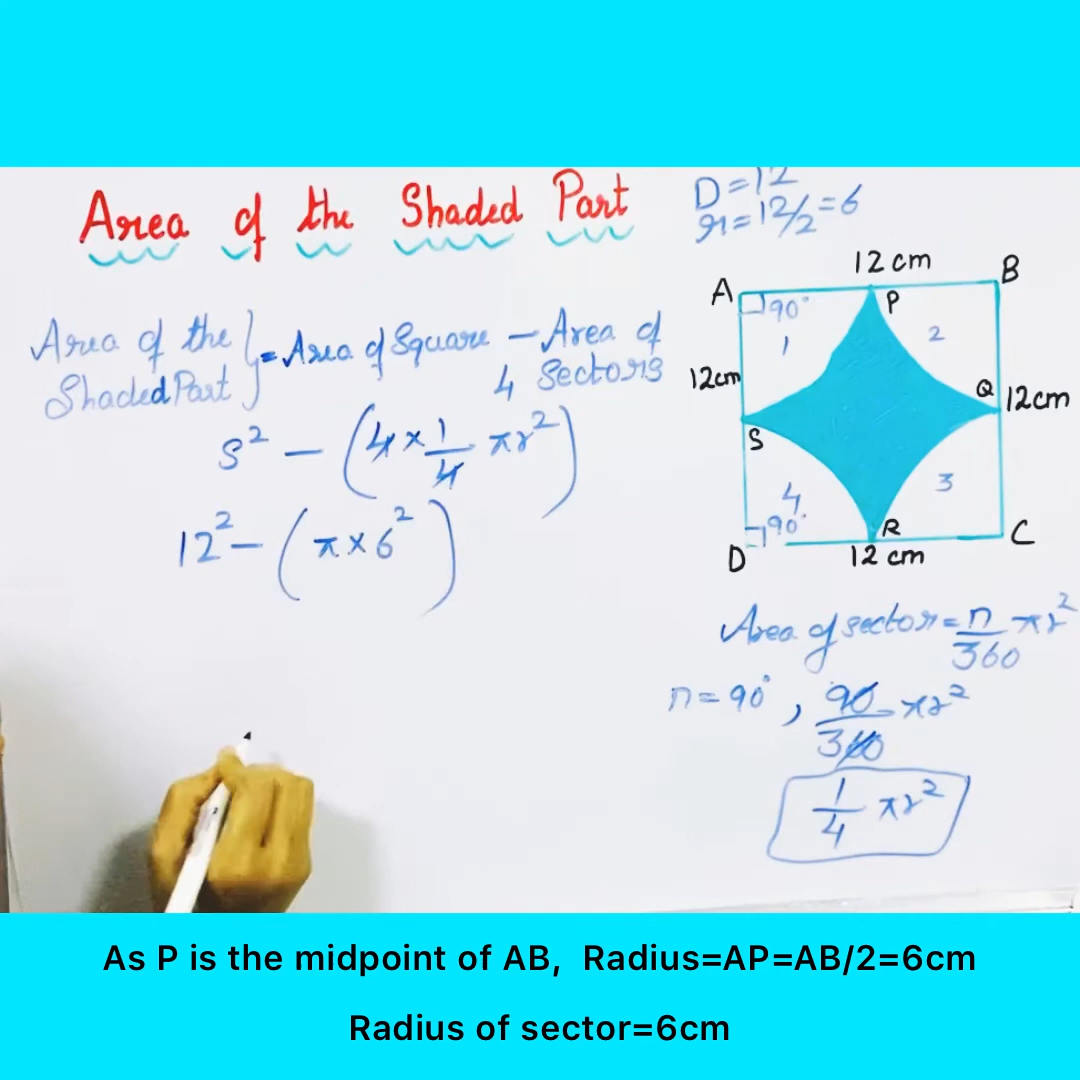 Area of the Shaded Part
D=12
r=12/2=6
12 cm
A
B
90°
P
1
2
12cm
Q
12cm
S
4
3
90°
R
D
C
12 cm
Area of the
Shaded Part } = Area of Square – Area of
4 Sectors
S² – (4 × 1/4 πr²)
12² – (π × 6²)
Area of sector = n/360 πr²
n = 90°, 90/360 πr²
1/4 πr²
As P is the midpoint of AB, Radius=AP=AB/2=6cm
Radius of sector=6cm